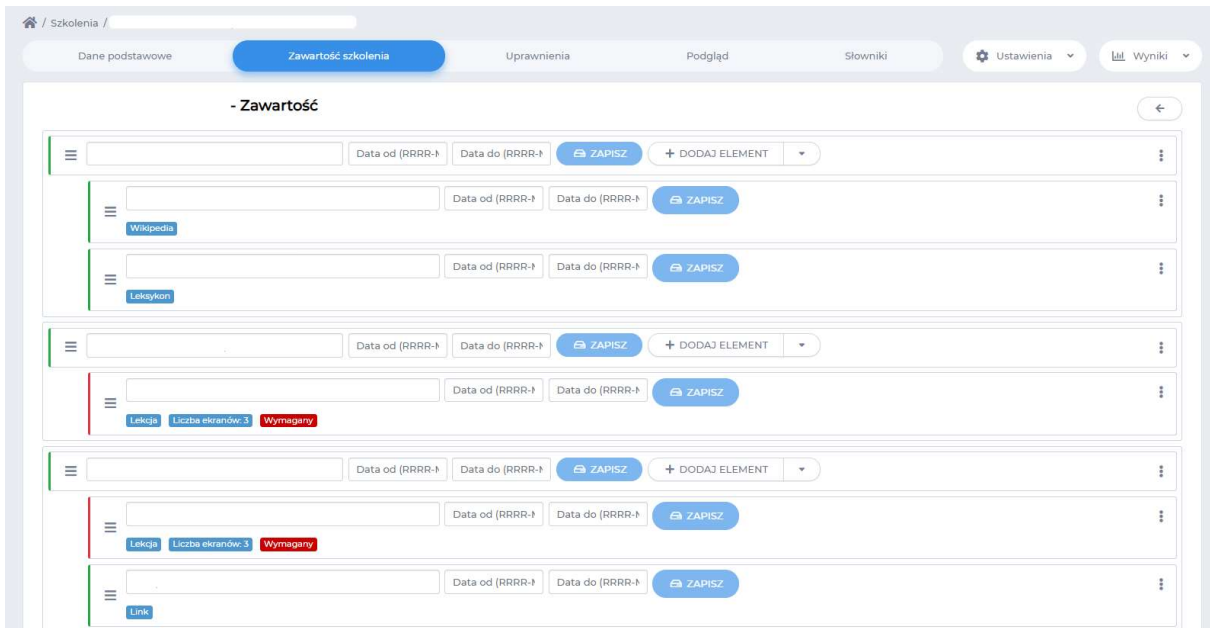 / Szkolenia /
Dane podstawowe Zawartość szkolenia Uprawnienia Podgląd Słowniki Ustawienia Wyniki
- Zawartość
Data od (RRRR-M Data do (RRRR-M ZAPISZ + DODAJ ELEMENT
Data od (RRRR-M Data do (RRRR-M ZAPISZ
Wikipedia
Data od (RRRR-M Data do (RRRR-M ZAPISZ
Leksykon
Data od (RRRR-M Data do (RRRR-M ZAPISZ + DODAJ ELEMENT
Data od (RRRR-M Data do (RRRR-M ZAPISZ
Lekcja Liczba ekranów: 3 Wymagany
Data od (RRRR-M Data do (RRRR-M ZAPISZ + DODAJ ELEMENT
Data od (RRRR-M Data do (RRRR-M ZAPISZ
Lekcja Liczba ekranów: 3 Wymagany
Data od (RRRR-M Data do (RRRR-M ZAPISZ
Link